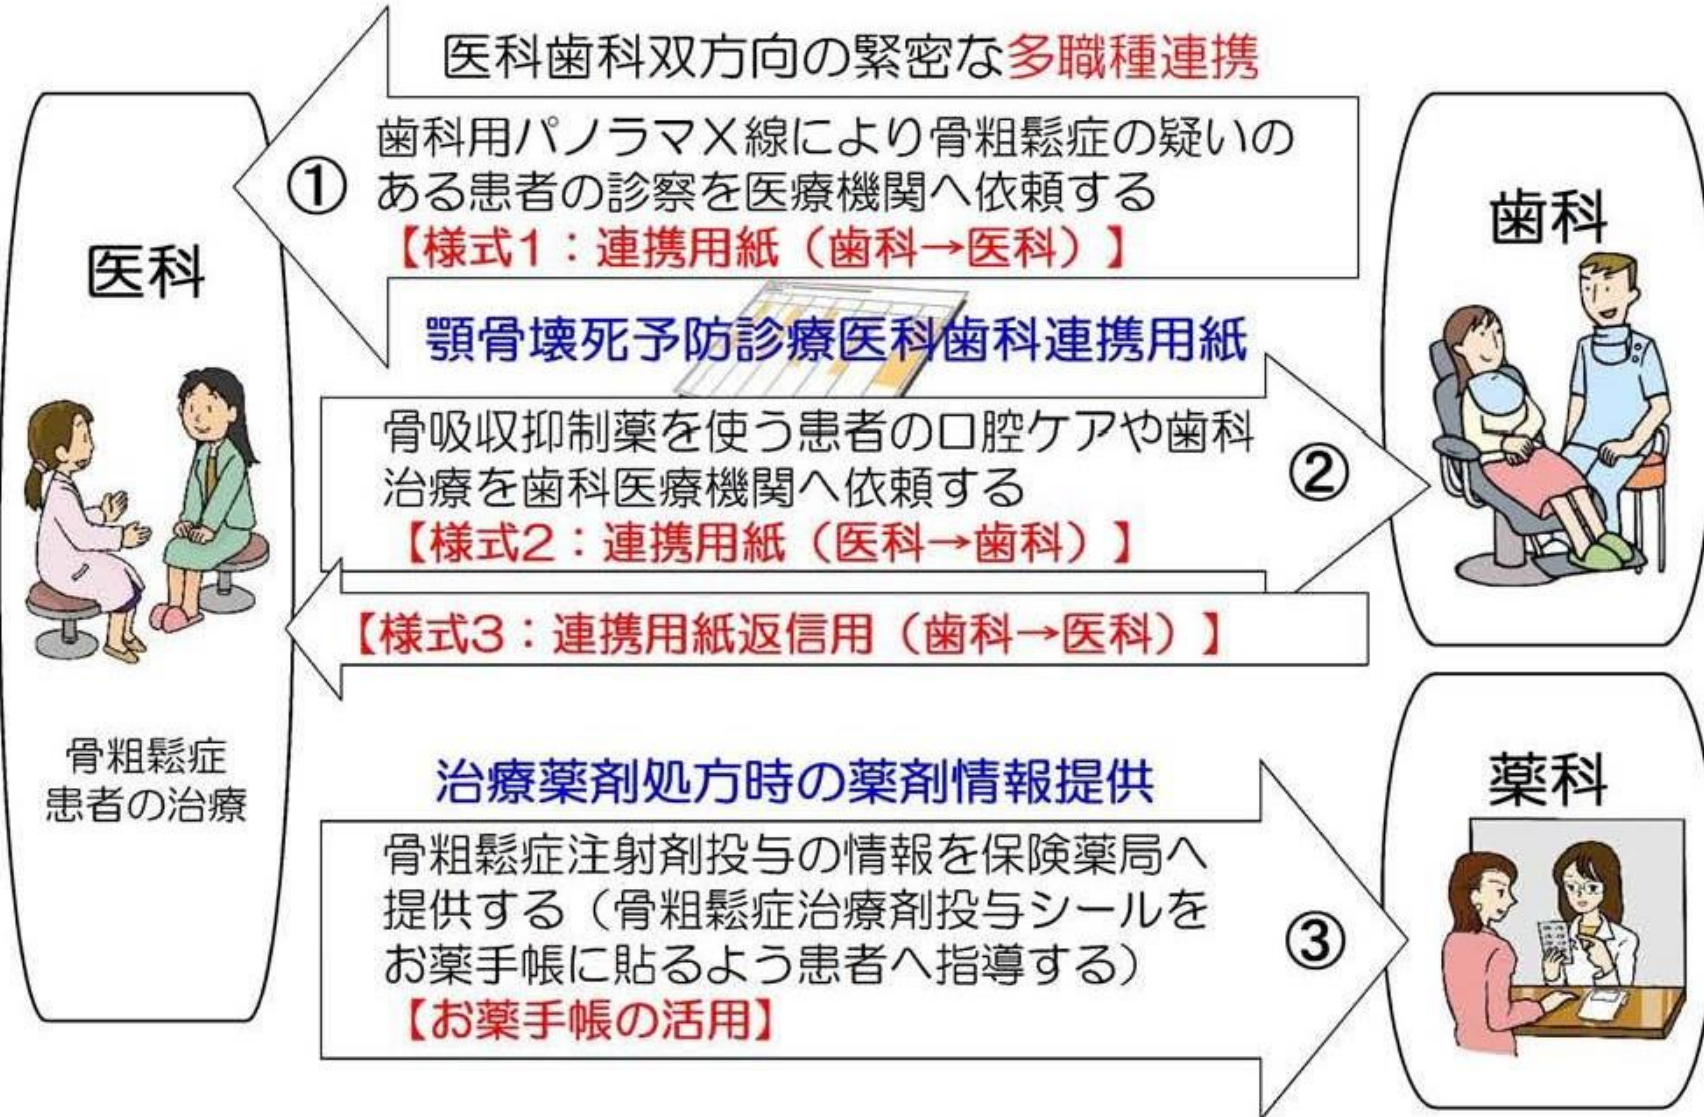 医科歯科双方向の緊密な多職種連携
①
歯科用パノラマX線により骨粗鬆症の疑いの
ある患者の診察を医療機関へ依頼する
【様式1：連携用紙（歯科→医科）】
医科
歯科
顎骨壊死予防診療医科歯科連携用紙
骨吸収抑制薬を使う患者の口腔ケアや歯科
治療を歯科医療機関へ依頼する
【様式2：連携用紙（医科→歯科）】
②
【様式3：連携用紙返信用（歯科→医科）】
骨粗鬆症
患者の治療
治療薬剤処方時の薬剤情報提供
骨粗鬆症注射剤投与の情報を保険薬局へ
提供する（骨粗鬆症治療剤投与シールを
お薬手帳に貼るよう患者へ指導する）
【お薬手帳の活用】
③
薬科